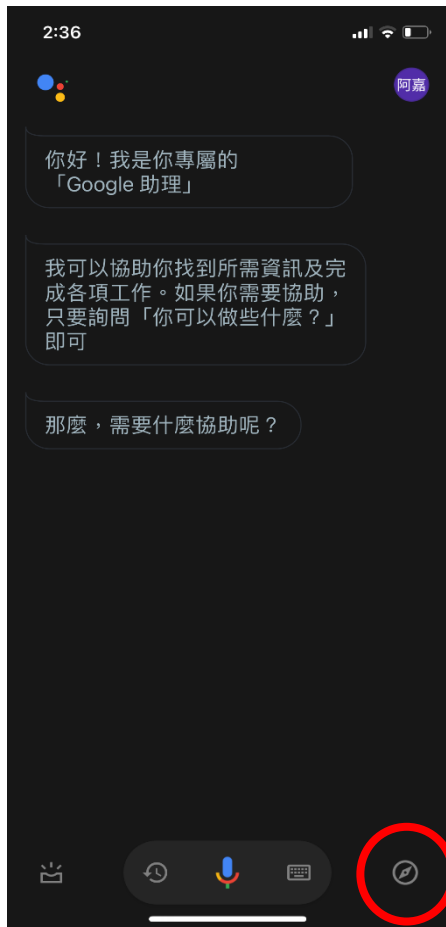 2:36
阿嘉
你好！我是你專屬的
「Google 助理」
我可以協助你找到所需資訊及完
成各項工作。如果你需要協助，
只要詢問「你可以做些什麼？」
即可
那麼，需要什麼協助呢？